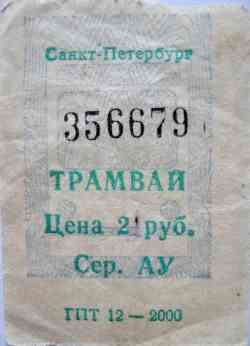 Санкт-Петербург
356679
ТРАМВАЙ
Цена 2 руб.
Сер. АУ
ГПТ 12 — 2000